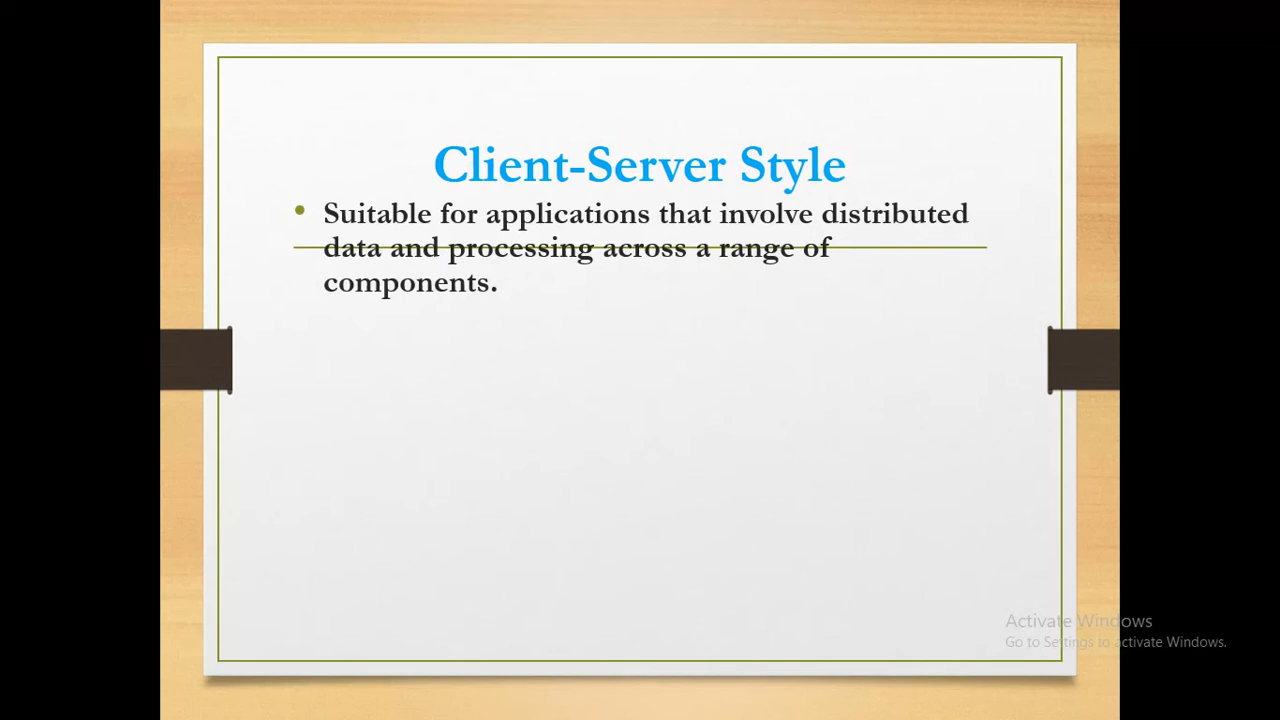 Client-Server Style
• Suitable for applications that involve distributed
data and processing across a range of
components.
Activate Windows
Go to Settings to activate Windows.